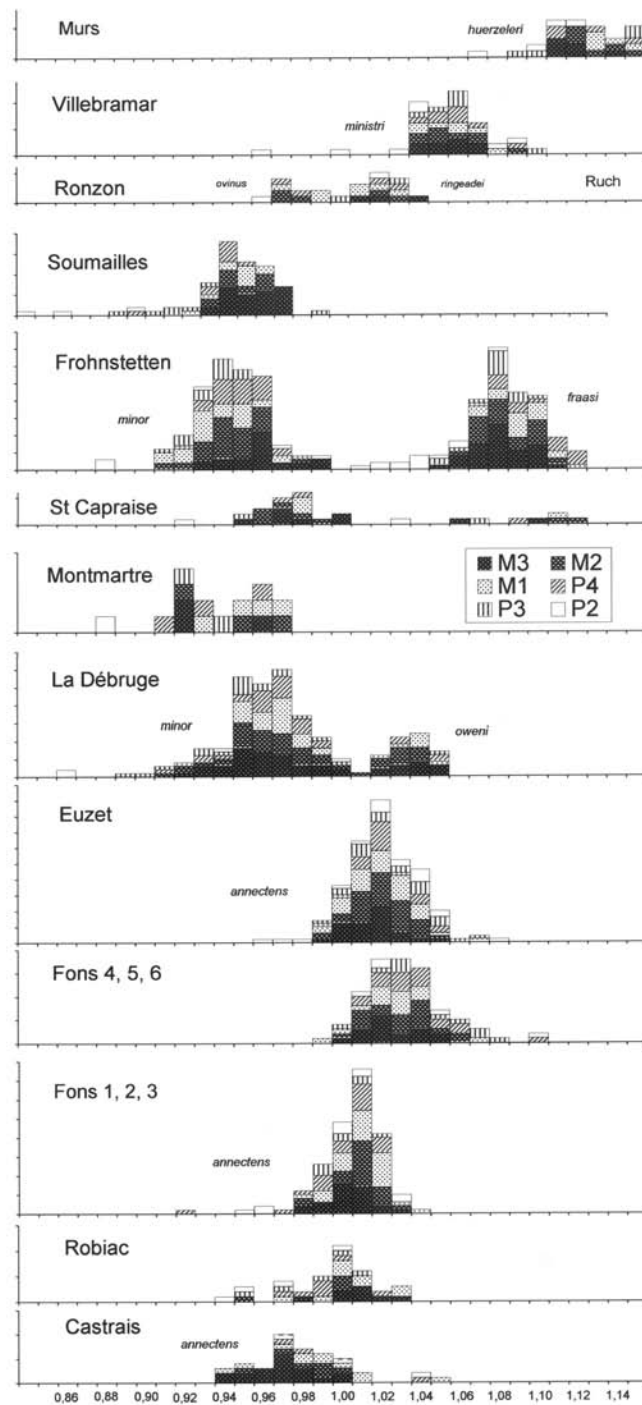 Murs
huerzeleri
Villebramar
ministri
Ronzon
ovinus
ringeadei
Ruch
Soumailles
Frohnstetten
minor
fraasi
St Capraise
Montmartre
M3 M2
M1 P4
P3 P2
La Débruge
minor
oweni
Euzet
annectens
Fons 4, 5, 6
Fons 1, 2, 3
annectens
Robiac
Castrais
annectens
0,86 0,88 0,90 0,92 0,94 0,96 0,98 1,00 1,02 1,04 1,06 1,08 1,10 1,12 1,14